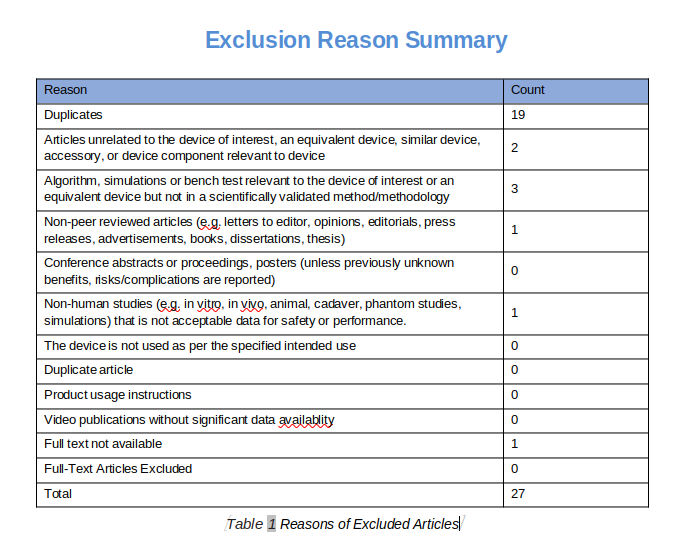 Exclusion Reason Summary
Reason Count
Duplicates 19
Articles unrelated to the device of interest, an equivalent device, similar device,
accessory, or device component relevant to device 2
Algorithm, simulations or bench test relevant to the device of interest or an
equivalent device but not in a scientifically validated method/methodology 3
Non-peer reviewed articles (e.g. letters to editor, opinions, editorials, press
releases, advertisements, books, dissertations, thesis) 1
Conference abstracts or proceedings, posters (unless previously unknown
benefits, risks/complications are reported) 0
Non-human studies (e.g. in vitro, in vivo, animal, cadaver, phantom studies,
simulations) that is not acceptable data for safety or performance. 1
The device is not used as per the specified intended use 0
Duplicate article 0
Product usage instructions 0
Video publications without significant data availablity 0
Full text not available 1
Full-Text Articles Excluded 0
Total 27
Table 1 Reasons of Excluded Articles